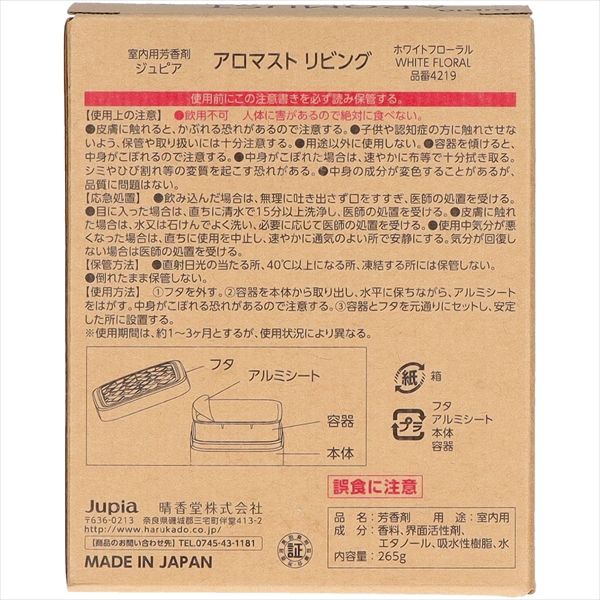 室内用芳香剤
ジュピア
アロマスト リビング
ホワイトフローラル
WHITE FLORAL
品番4219
使用前にこの注意書きを必ず読み保管する。
【使用上の注意】 ●飲用不可 人体に害があるので絶対に食べない。
●皮膚に触れると、かぶれる恐れがあるので注意する。●子供や認知症の方に触れさせな
いよう、保管や取り扱いには十分注意する。●用途以外に使用しない。●容器を傾けると、
中身がこぼれるので注意する。●中身がこぼれた場合は、速やかに布等で十分拭き取る。
シミやひび割れ等の変質を起こす恐れがある。●中身の成分が変色することがあるが、
品質に問題はない。
【応急処置】 ●飲み込んだ場合は、無理に吐き出さず口をすすぎ、医師の処置を受ける。
●目に入った場合は、直ちに清水で15分以上洗浄し、医師の処置を受ける。●皮膚に触れ
た場合は、水又は石けんでよく洗い、必要に応じて医師の処置を受ける。●使用中気分が悪
くなった場合は、直ちに使用を中止し、速やかに通気のよい所で安静にする。気分が回復し
ない場合は医師の処置を受ける。
【保管方法】 ●直射日光の当たる所、40℃以上になる所、凍結する所には保管しない。
●倒れたまま保管しない。
【使用方法】 ①フタを外す。②容器を本体から取り出し、水平に保ちながら、アルミシート
をはがす。中身がこぼれる恐れがあるので注意する。③容器とフタを元通りにセットし、安定
した所に設置する。
※使用期間は、約1〜3ヶ月とするが、使用状況により異なる。
フタ
アルミシート
容器
本体
紙 箱
プラ
フタ
アルミシート
本体
容器
誤食に注意
Jupia 晴香堂株式会社
〒636-0213 奈良県磯城郡三宅町伴堂413-2
http://www.harukado.co.jp/
【商品のお問い合わせ先】 TEL.0745-43-1181
MADE IN JAPAN
証
品名：芳香剤 用途：室内用
成分：香料、界面活性剤、
エタノール、吸水性樹脂、水
内容量：265g